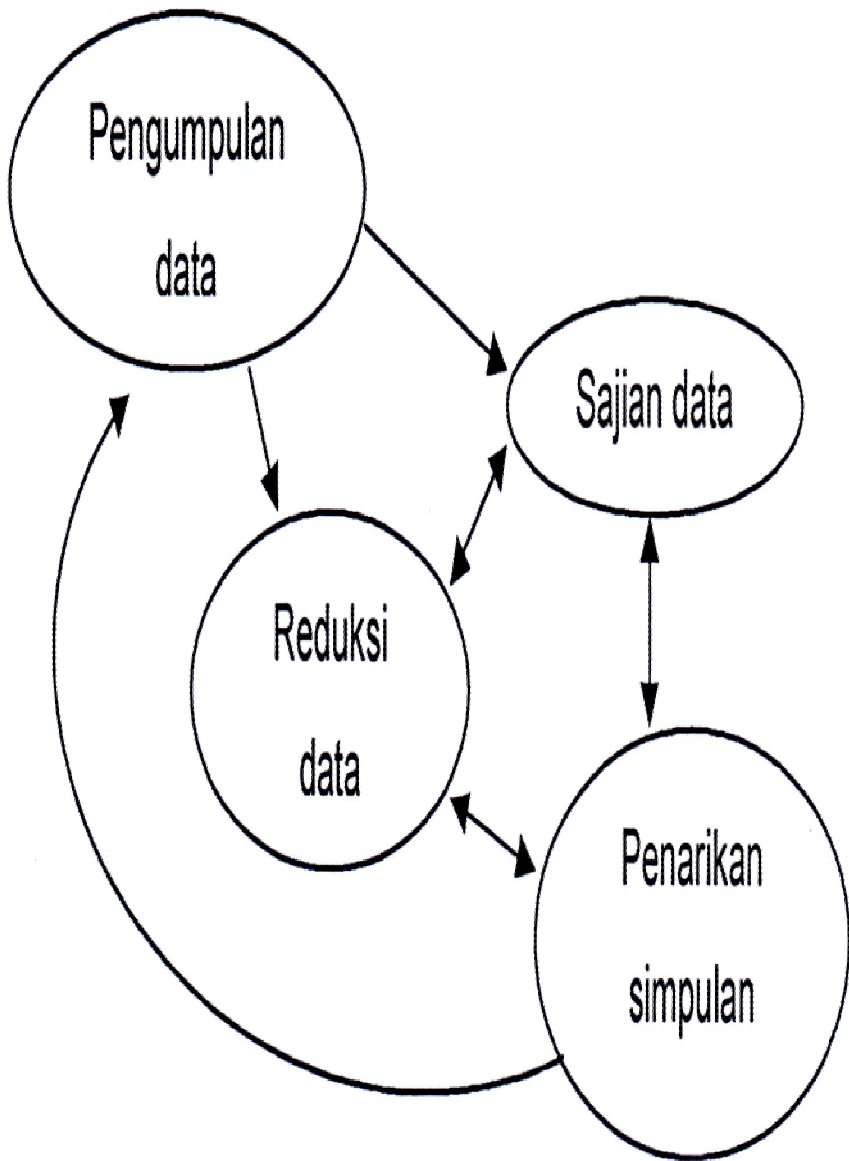 Pengumpulan
data
Sajian data
Reduksi
data
Penarikan
simpulan